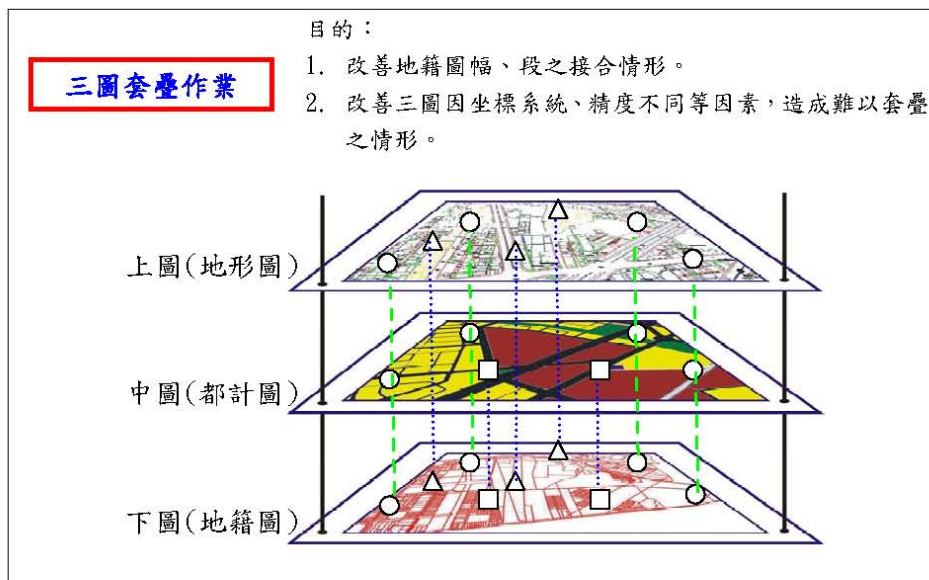 目的：
三圖套疊作業
1. 改善地籍圖幅、段之接合情形。
2. 改善三圖因坐標系統、精度不同等因素，造成難以套疊
之情形。
上圖(地形圖)
中圖(都計圖)
下圖(地籍圖)